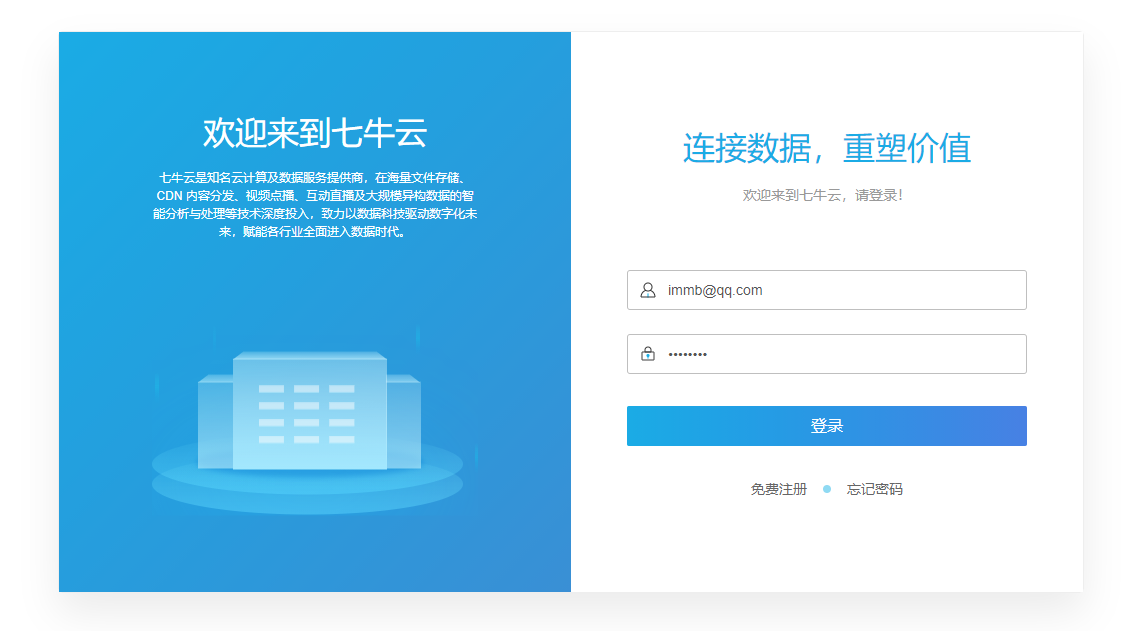 欢迎来到七牛云
七牛云是知名云计算及数据服务提供商，在海量文件存储、
CDN 内容分发、视频点播、互动直播及大规模异构数据的智
能分析与处理等技术深度投入，致力以数据科技驱动数字化未
来，赋能各行业全面进入数据时代。
连接数据，重塑价值
欢迎来到七牛云，请登录！
immb@qq.com
••••••••
登录
免费注册
忘记密码